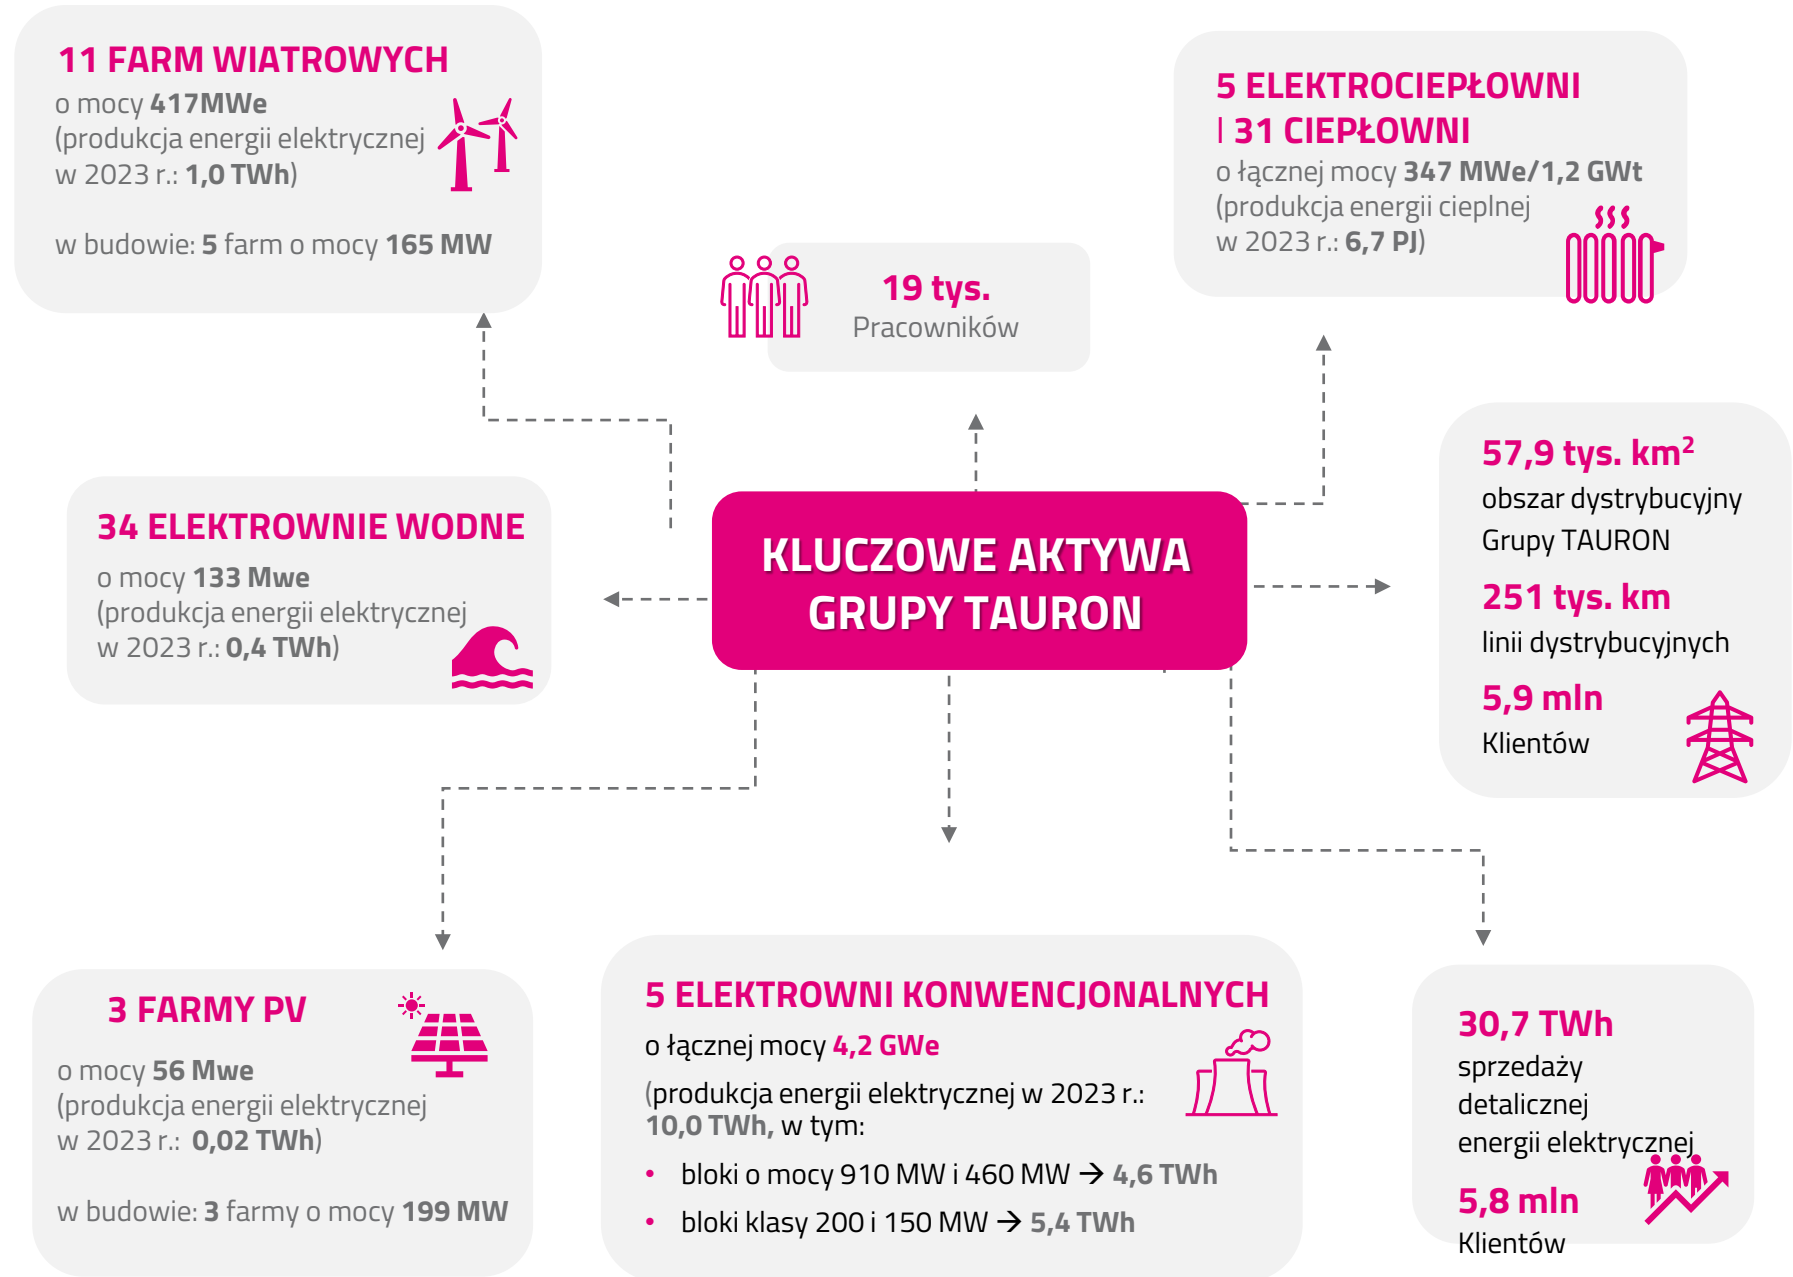 11 FARM WIATROWYCH
o mocy 417MWe
(produkcja energii elektrycznej
w 2023 r.: 1,0 TWh)
w budowie: 5 farm o mocy 165 MW
5 ELEKTROCIEPŁOWNI
I 31 CIEPŁOWNI
o łącznej mocy 347 MWe/1,2 GWt
(produkcja energii cieplnej
w 2023 r.: 6,7 PJ)
19 tys.
Pracowników
34 ELEKTROWNIE WODNE
o mocy 133 Mwe
(produkcja energii elektrycznej
w 2023 r.: 0,4 TWh)
KLUCZOWE AKTYWA
GRUPY TAURON
57,9 tys. km²
obszar dystrybucyjny
Grupy TAURON
251 tys. km
linii dystrybucyjnych
5,9 mln
Klientów
3 FARMY PV
o mocy 56 Mwe
(produkcja energii elektrycznej
w 2023 r.: 0,02 TWh)
w budowie: 3 farmy o mocy 199 MW
5 ELEKTROWNI KONWENCJONALNYCH
o łącznej mocy 4,2 GWe
(produkcja energii elektrycznej w 2023 r.:
10,0 TWh, w tym:
• bloki o mocy 910 MW i 460 MW → 4,6 TWh
• bloki klasy 200 i 150 MW → 5,4 TWh
30,7 TWh
sprzedaży
detalicznej
energii elektrycznej
5,8 mln
Klientów